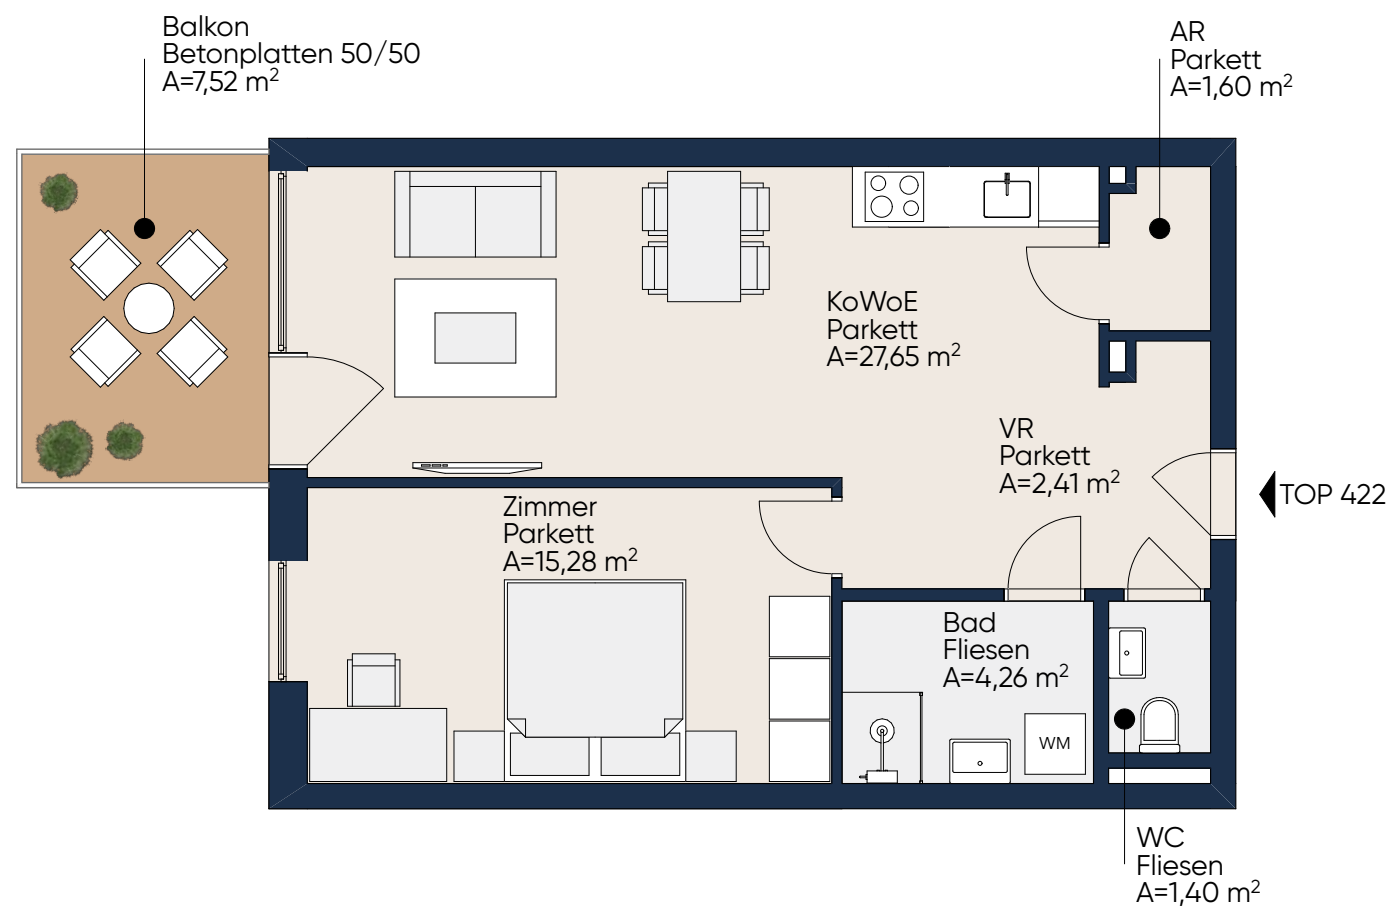 Balkon
Betonplatten 50/50
A=7,52 m²
AR
Parkett
A=1,60 m²
KoWoE
Parkett
A=27,65 m²
VR
Parkett
A=2,41 m²
TOP 422
Zimmer
Parkett
A=15,28 m²
Bad
Fliesen
A=4,26 m²
WM
WC
Fliesen
A=1,40 m²